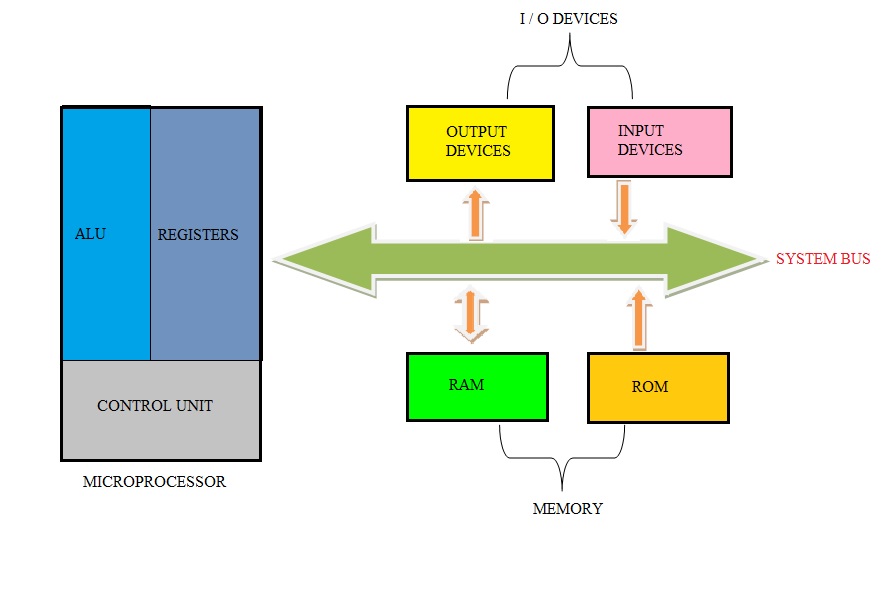 I / O DEVICES
OUTPUT
DEVICES
INPUT
DEVICES
ALU
REGISTERS
SYSTEM BUS
RAM
ROM
CONTROL UNIT
MICROPROCESSOR
MEMORY